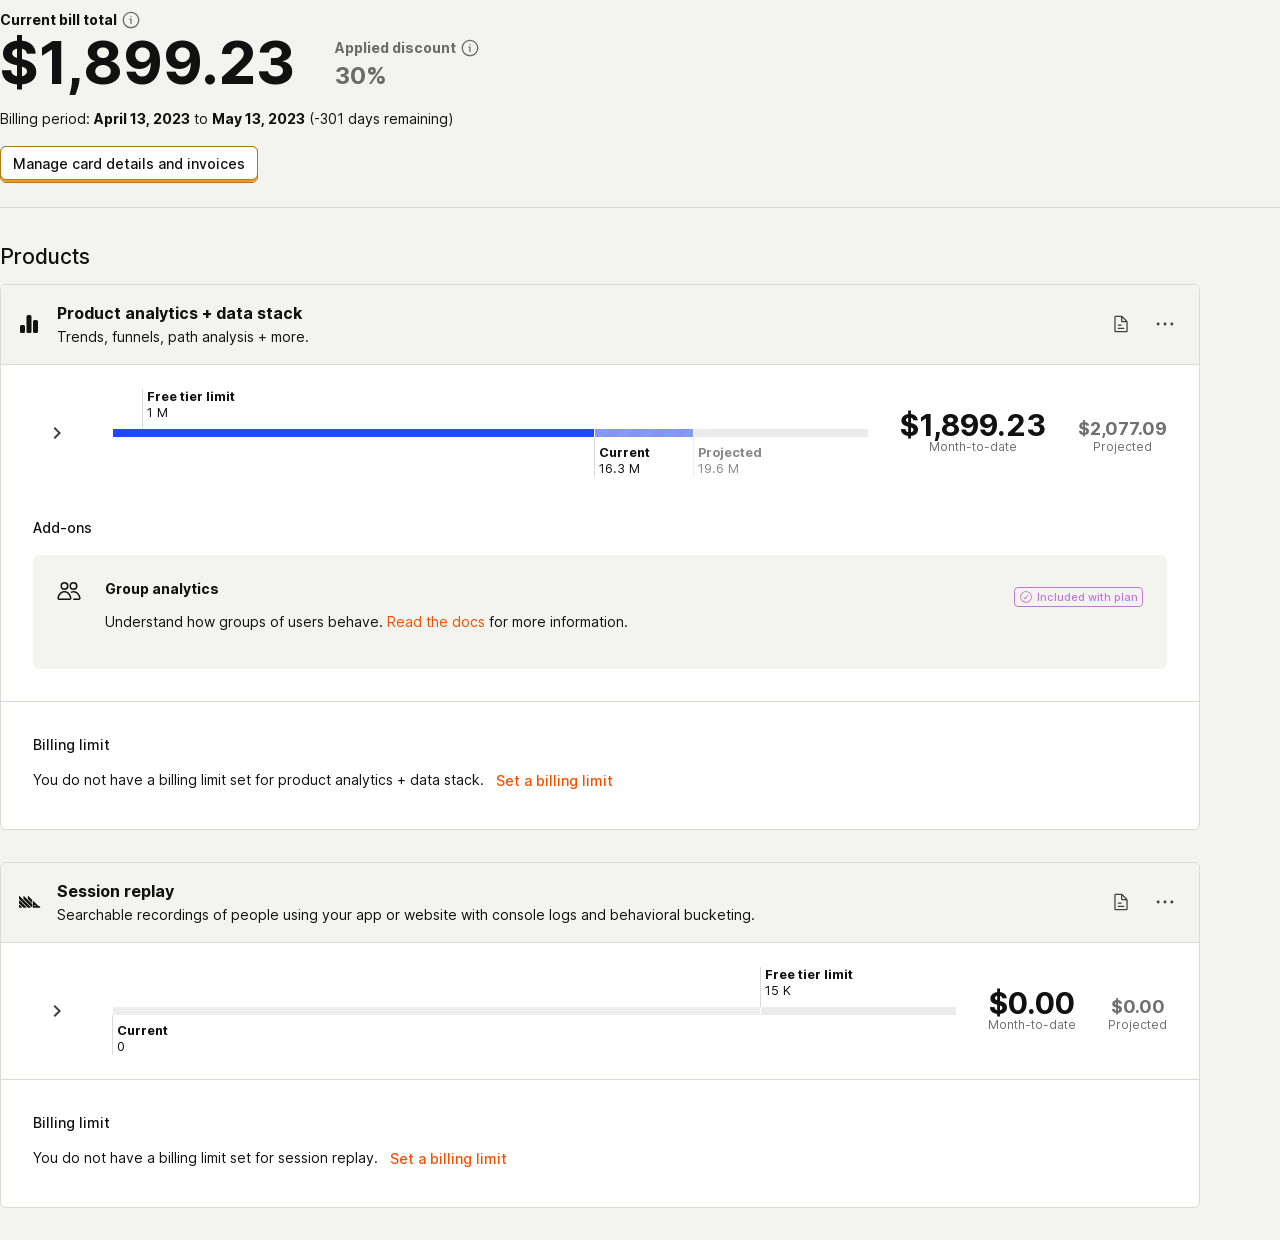 Current bill total
$1,899.23
Applied discount
30%
Billing period: April 13, 2023 to May 13, 2023 (-301 days remaining)
Manage card details and invoices
Products
Product analytics + data stack
Trends, funnels, path analysis + more.
Free tier limit
1 M
Current
16.3 M
Projected
19.6 M
$1,899.23
Month-to-date
$2,077.09
Projected
Add-ons
Group analytics
Understand how groups of users behave. Read the docs for more information.
Included with plan
Billing limit
You do not have a billing limit set for product analytics + data stack. Set a billing limit
Session replay
Searchable recordings of people using your app or website with console logs and behavioral bucketing.
Free tier limit
15 K
Current
0
$0.00
Month-to-date
$0.00
Projected
Billing limit
You do not have a billing limit set for session replay. Set a billing limit